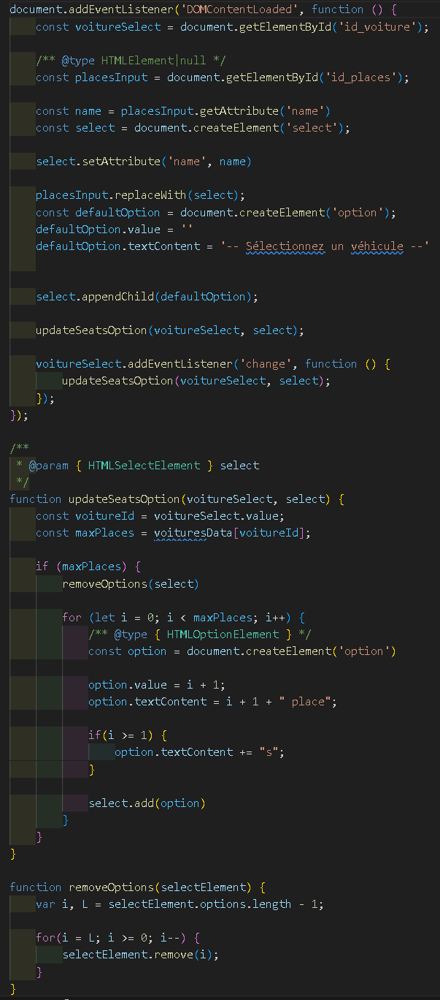 document.addEventListener('DOMContentLoaded', function () {
    const voitureSelect = document.getElementById('id_voiture');

    /** @type HTMLElement|null */
    const placesInput = document.getElementById('id_places');

    const name = placesInput.getAttribute('name')
    const select = document.createElement('select');

    select.setAttribute('name', name)

    placesInput.replaceWith(select);
    const defaultOption = document.createElement('option');
    defaultOption.value = ''
    defaultOption.textContent = '-- Sélectionnez un véhicule --'


    select.appendChild(defaultOption);

    updateSeatsOption(voitureSelect, select);

    voitureSelect.addEventListener('change', function () {
        updateSeatsOption(voitureSelect, select);
    });
});

/**
 * @param { HTMLSelectElement } select
 */
function updateSeatsOption(voitureSelect, select) {
    const voitureId = voitureSelect.value;
    const maxPlaces = voituresData[voitureId];

    if (maxPlaces) {
        removeOptions(select)

        for (let i = 0; i < maxPlaces; i++) {
            /** @type { HTMLOptionElement } */
            const option = document.createElement('option')

            option.value = i + 1;
            option.textContent = i + 1 + " place";

            if(i >= 1) {
                option.textContent += "s";
            }

            select.add(option)
        }
    }
}

function removeOptions(selectElement) {
    var i, L = selectElement.options.length - 1;

    for(i = L; i >= 0; i--) {
        selectElement.remove(i);
    }
}